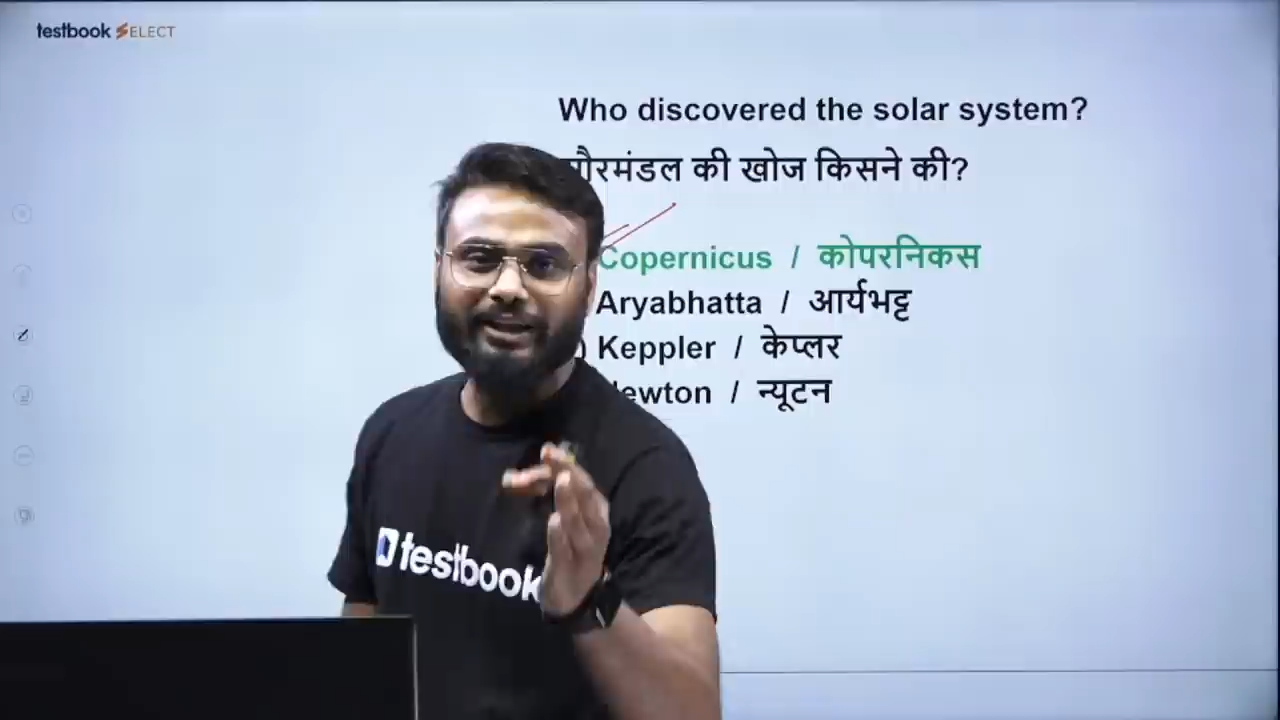 testbook SELECT
Who discovered the solar system?
की खोज किसने की?
Copernicus / कोपरनिकस
Aryabhatta / आर्यभट्ट
) Keppler / केप्लर
/ न्यूटन
testbook